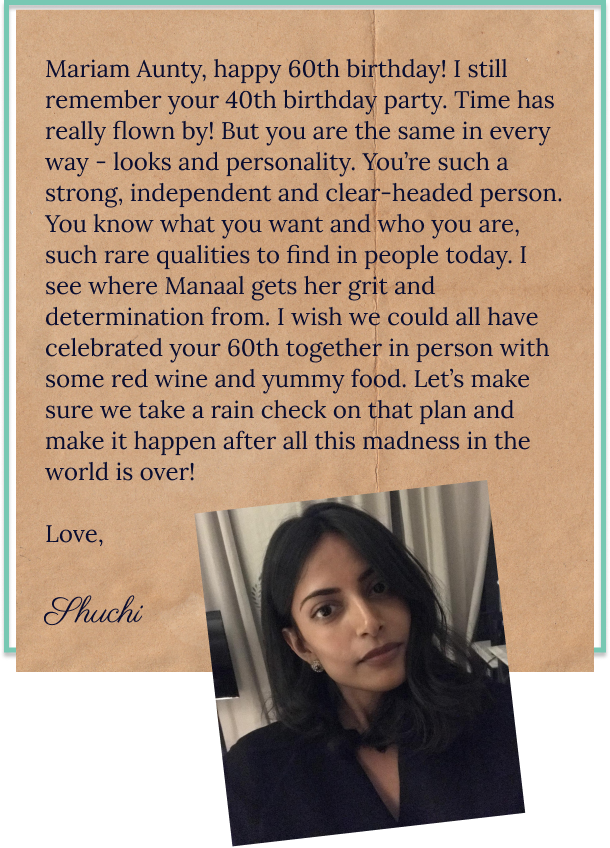 Mariam Aunty, happy 60th birthday! I still
remember your 40th birthday party. Time has
really flown by! But you are the same in every
way - looks and personality. You’re such a
strong, independent and clear-headed person.
You know what you want and who you are,
such rare qualities to find in people today. I
see where Manaal gets her grit and
determination from. I wish we could all have
celebrated your 60th together in person with
some red wine and yummy food. Let’s make
sure we take a rain check on that plan and
make it happen after all this madness in the
world is over!
Love,
Shuchi